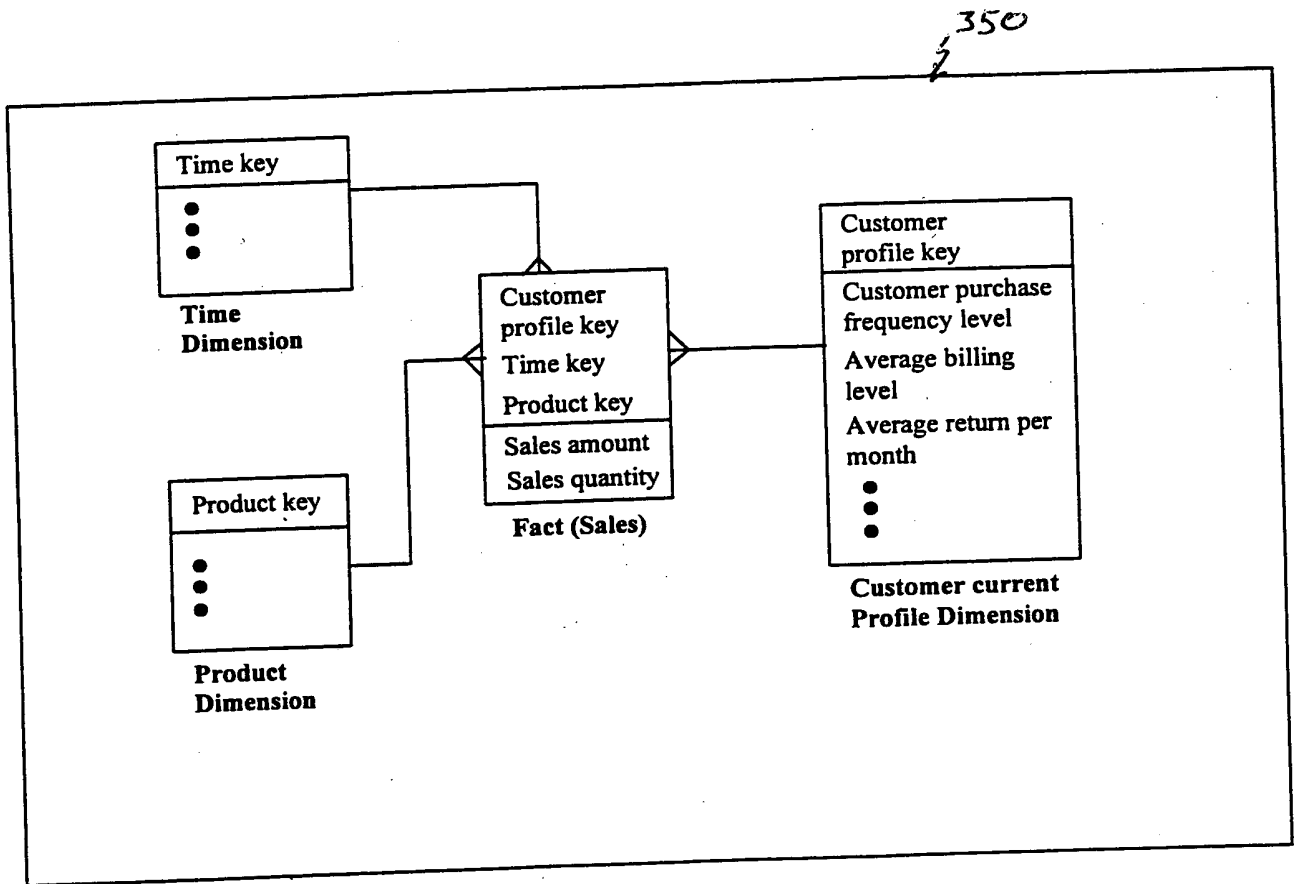 350
Time key
Time
Dimension
Product key
Product
Dimension
Customer
profile key
Time key
Product key
Sales amount
Sales quantity
Fact (Sales)
Customer
profile key
Customer purchase
frequency level
Average billing
level
Average return per
month
Customer current
Profile Dimension